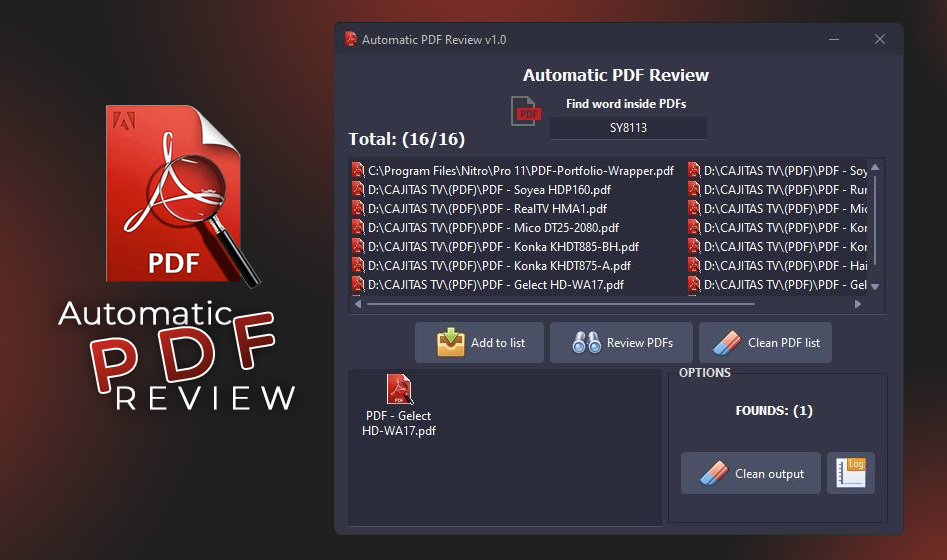 PDF
Automatic
PDF
REVIEW
Automatic PDF Review v1.0
Automatic PDF Review
PDF
Find word inside PDFs
SY8113
Total: (16/16)
C:\Program Files\Nitro\Pro 11\PDF-Portfolio-Wrapper.pdf
D:\CAJITAS TV\(PDF)\PDF - Soyea HDP160.pdf
D:\CAJITAS TV\(PDF)\PDF - RealTV HMA1.pdf
D:\CAJITAS TV\(PDF)\PDF - Mico DT25-2080.pdf
D:\CAJITAS TV\(PDF)\PDF - Konka KHDT885-BH.pdf
D:\CAJITAS TV\(PDF)\PDF - Konka KHDT875-A.pdf
D:\CAJITAS TV\(PDF)\PDF - Gelect HD-WA17.pdf
D:\CAJITAS TV\(PDF)\PDF - Soy
D:\CAJITAS TV\(PDF)\PDF - Rur
D:\CAJITAS TV\(PDF)\PDF - Mic
D:\CAJITAS TV\(PDF)\PDF - Kor
D:\CAJITAS TV\(PDF)\PDF - Kor
D:\CAJITAS TV\(PDF)\PDF - Hai
D:\CAJITAS TV\(PDF)\PDF - Gel
Add to list
Review PDFs
Clean PDF list
PDF
PDF - Gelect
HD-WA17.pdf
OPTIONS
FOUNDS: (1)
Clean output
Log